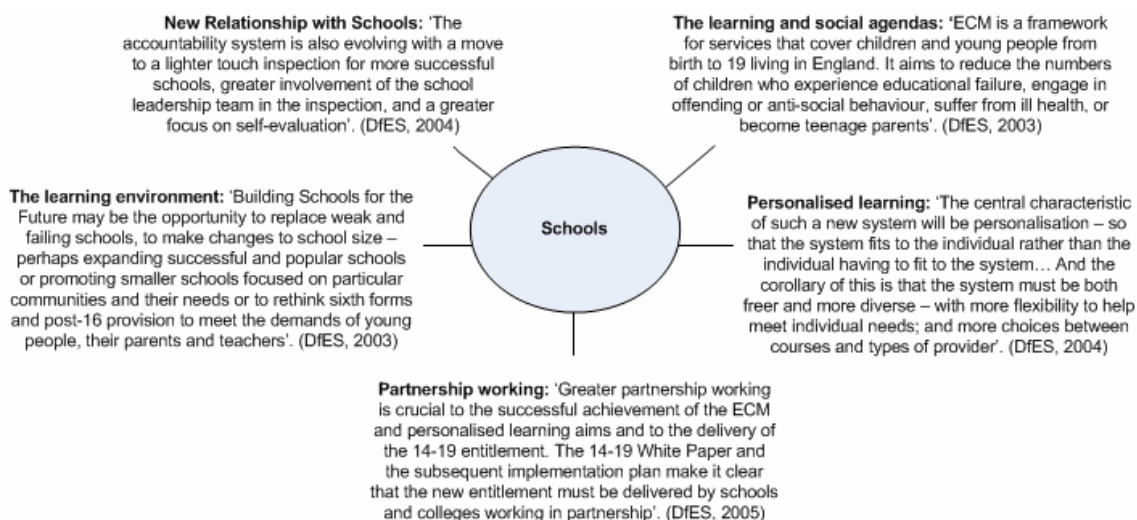 New Relationship with Schools: ‘The
accountability system is also evolving with a move
to a lighter touch inspection for more successful
schools, greater involvement of the school
leadership team in the inspection, and a greater
focus on self-evaluation’. (DfES, 2004)
The learning and social agendas: ‘ECM is a framework
for services that cover children and young people from
birth to 19 living in England. It aims to reduce the numbers
of children who experience educational failure, engage in
offending or anti-social behaviour, suffer from ill health, or
become teenage parents’. (DfES, 2003)
The learning environment: ‘Building Schools for the
Future may be the opportunity to replace weak and
failing schools, to make changes to school size –
perhaps expanding successful and popular schools
or promoting smaller schools focused on particular
communities and their needs or to rethink sixth forms
and post-16 provision to meet the demands of young
people, their parents and teachers’. (DfES, 2003)
Schools
Personalised learning: ‘The central characteristic
of such a new system will be personalisation – so
that the system fits to the individual rather than the
individual having to fit to the system… And the
corollary of this is that the system must be both
freer and more diverse – with more flexibility to help
meet individual needs; and more choices between
courses and types of provider’. (DfES, 2004)
Partnership working: ‘Greater partnership working
is crucial to the successful achievement of the ECM
and personalised learning aims and to the delivery of
the 14-19 entitlement. The 14-19 White Paper and
the subsequent implementation plan make it clear
that the new entitlement must be delivered by schools
and colleges working in partnership’. (DfES, 2005)